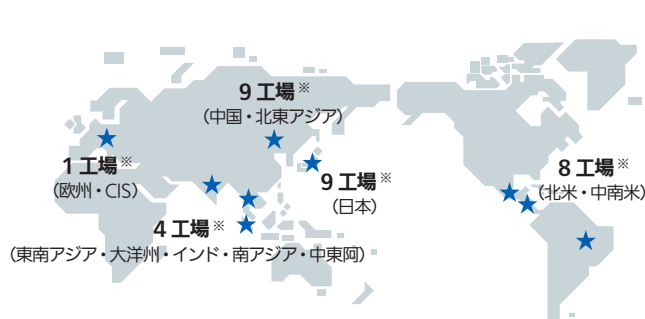 9 工場※
（中国・北東アジア）
1 工場※
（欧州・CIS）
9 工場※
（日本）
8 工場※
（北米・中南米）
4 工場※
（東南アジア・大洋州・インド・南アジア・中東阿）